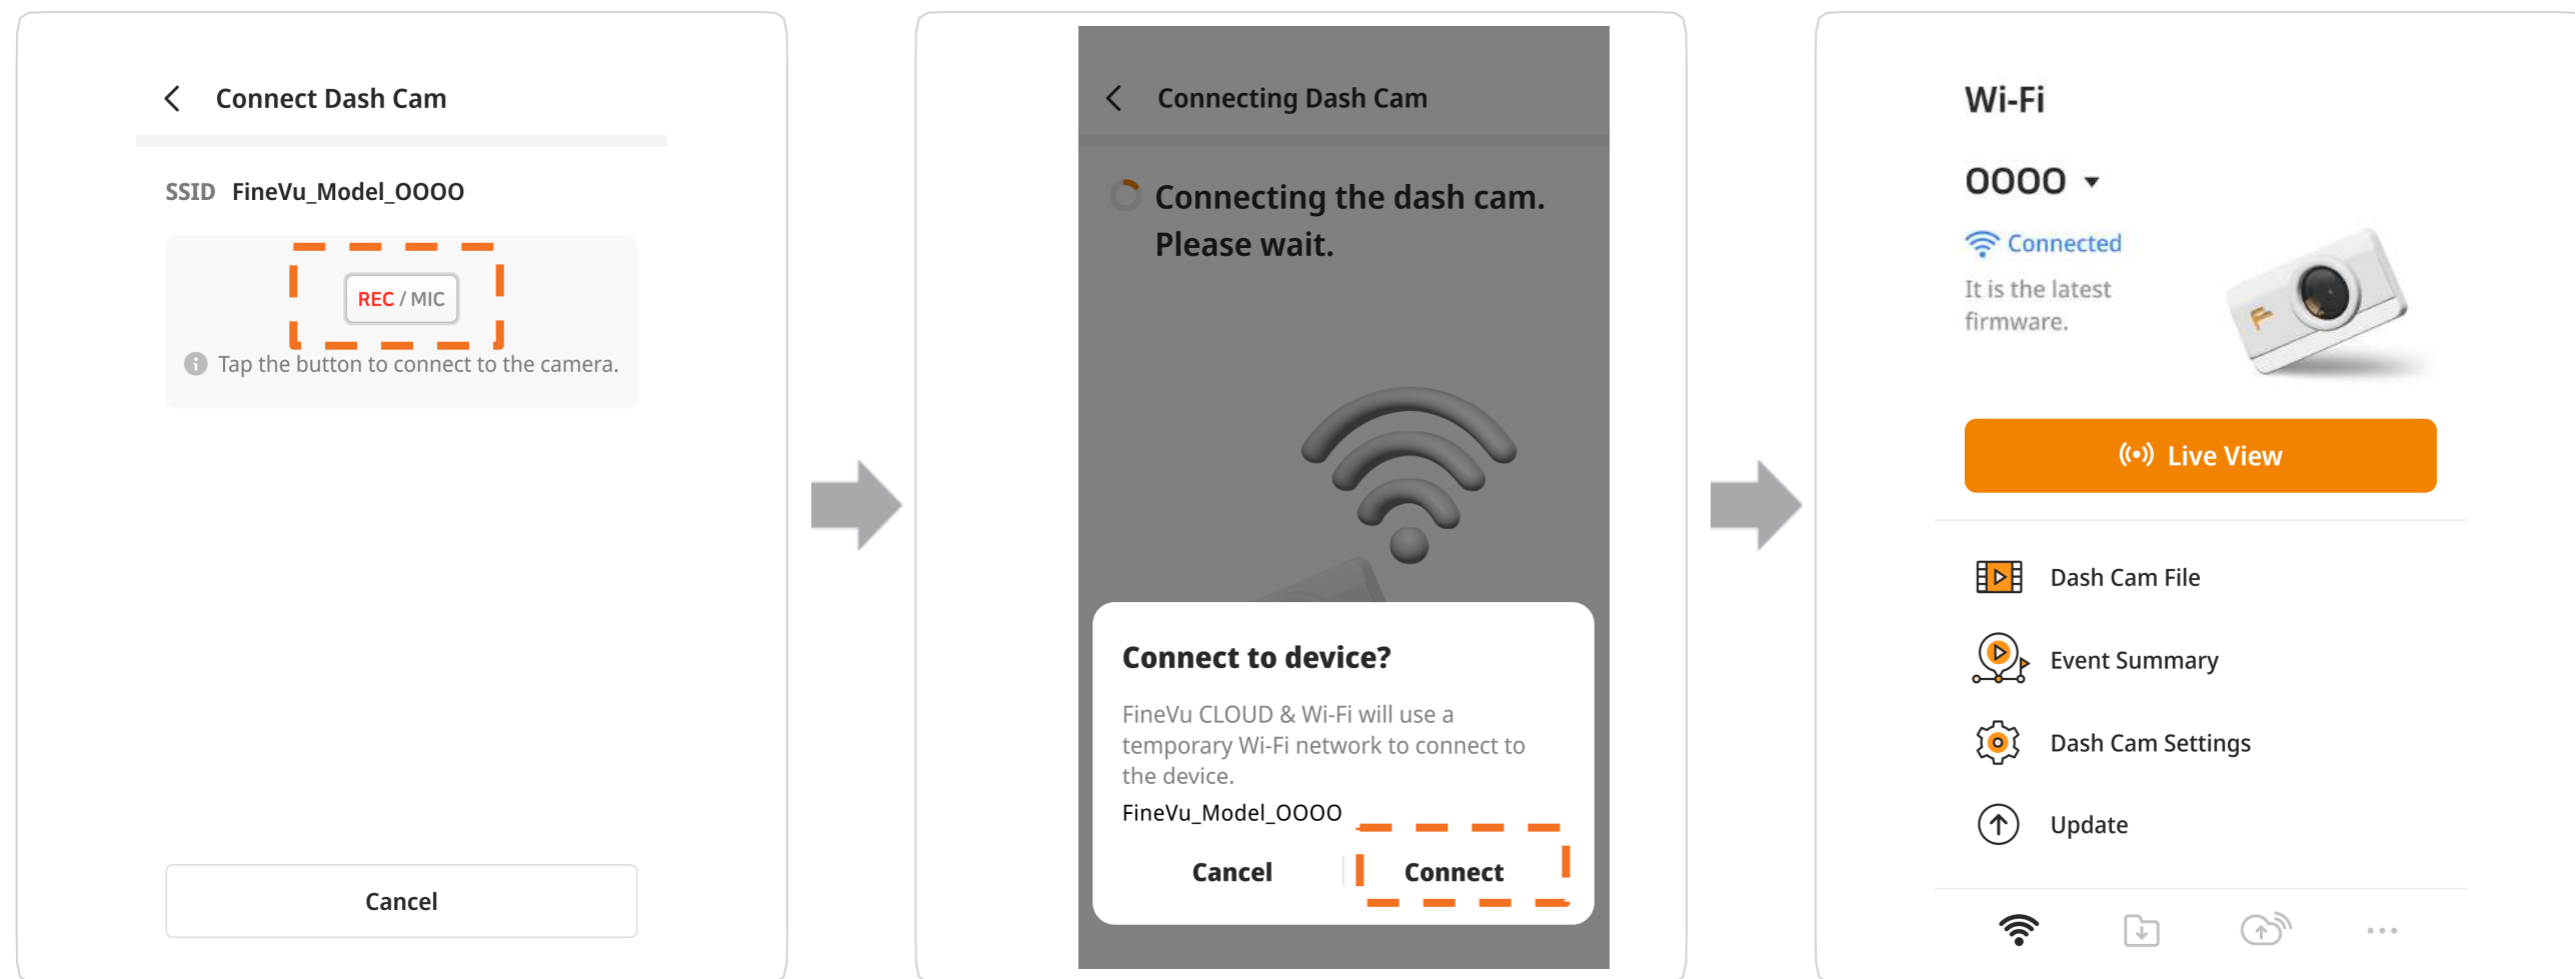 Connect Dash Cam
SSID FineVu_Model_OOOO
REC / MIC
Tap the button to connect to the camera.
Cancel
Connecting Dash Cam
Connecting the dash cam.
Please wait.
Connect to device?
FineVu CLOUD & Wi-Fi will use a
temporary Wi-Fi network to connect to
the device.
FineVu_Model_OOOO
Cancel
Connect
Wi-Fi
OOOO
Connected
It is the latest
firmware.
Live View
Dash Cam File
Event Summary
Dash Cam Settings
Update